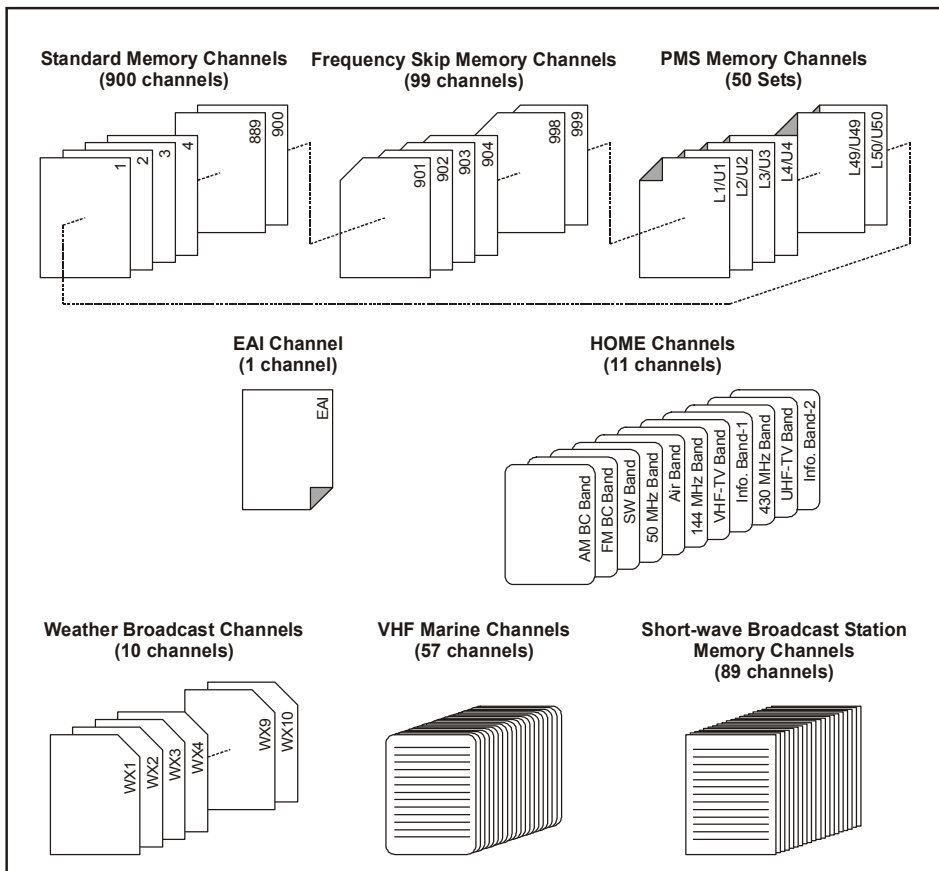 Standard Memory Channels
(900 channels)
Frequency Skip Memory Channels
(99 channels)
PMS Memory Channels
(50 Sets)
1
2
3
4
889
900
901
902
903
904
998
999
L1/U1
L2/U2
L3/U3
L4/U4
L49/U49
L50/U50
EAI Channel
(1 channel)
HOME Channels
(11 channels)
EAI
AM BC Band
FM BC Band
SW Band
50 MHz Band
Air Band
144 MHz Band
VHF-TV Band
Info. Band-1
430 MHz Band
UHF-TV Band
Info. Band-2
Weather Broadcast Channels
(10 channels)
VHF Marine Channels
(57 channels)
Short-wave Broadcast Station
Memory Channels
(89 channels)
WX1
WX2
WX3
WX4
WX9
WX10